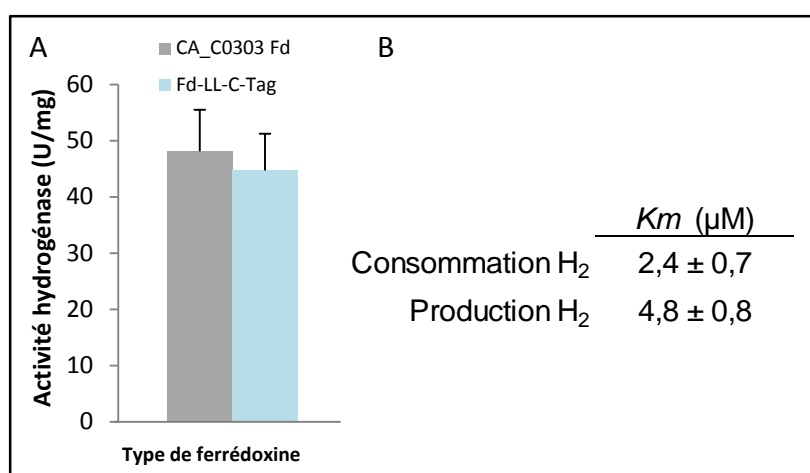 A
CA_C0303 Fd
Fd-LL-C-Tag
Activité hydrogénase (U/mg)
60
50
40
30
20
10
0
Type de ferrédoxine
B
Km (µM)
Consommation H₂ 2,4 ± 0,7
Production H₂ 4,8 ± 0,8